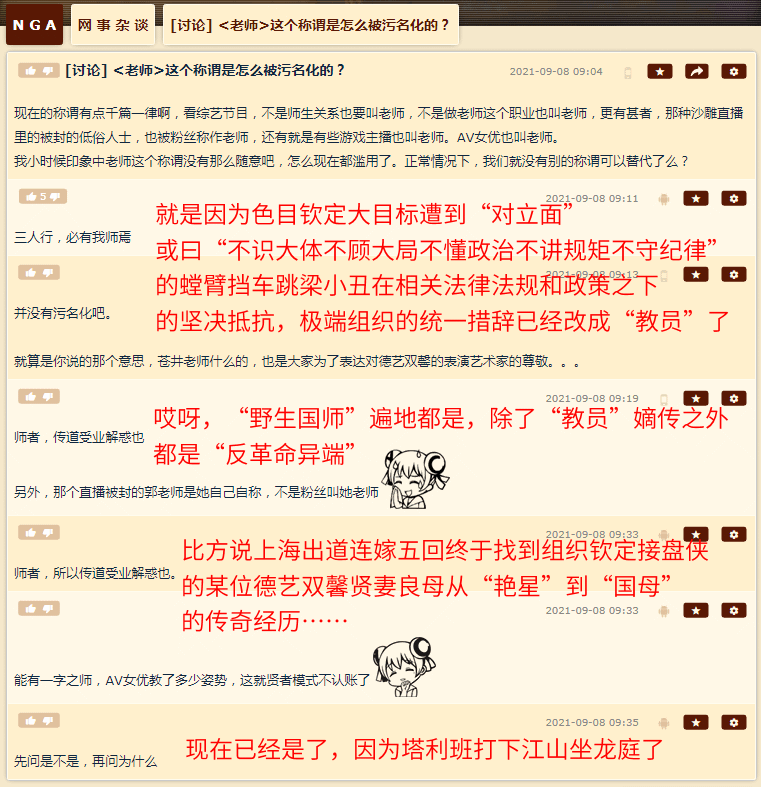 NGA 网事杂谈 [讨论] <老师>这个称谓是怎么被污名化的？
[讨论] <老师>这个称谓是怎么被污名化的？ 2021-09-08 09:04
现在的称谓有点千篇一律啊，看综艺节目，不是师生关系也要叫老师，不是做老师这个职业也叫老师，更有甚者，那种沙雕直播
里的被封的低俗人士，也被粉丝称作老师，还有就是有些游戏主播也叫老师。AV女优也叫老师。
我小时候印象中老师这个称谓没有那么随意吧，怎么现在都滥用了。正常情况下，我们就没有别的称谓可以替代了么？
5 2021-09-08 09:11
就是因为色目钦定大目标遭到“对立面”
三人行，必有我师焉
或曰“不识大体不顾大局不懂政治不讲规矩不守纪律”
2021-09-08 09:13
的螳臂挡车跳梁小丑在相关法律法规和政策之下
并没有污名化吧。
的坚决抵抗，极端组织的统一措辞已经改成“教员”了
就算是你说的那个意思，苍井老师什么的，也是大家为了表达对德艺双馨的表演艺术家的尊敬。。。
2021-09-08 09:19
哎呀，“野生国师”遍地都是，除了“教员”嫡传之外
师者，传道受业解惑也
都是“反革命异端”
另外，那个直播被封的郭老师是她自己自称，不是粉丝叫她老师
2021-09-08 09:33
比方说上海出道连嫁五回终于找到组织钦定接盘侠
师者，所以传道受业解惑也。
的某位德艺双馨贤妻良母从“艳星”到“国母”
2021-09-08 09:33
的传奇经历……
能有一字之师，AV女优教了多少姿势，这就贤者模式不认账了
2021-09-08 09:35
现在已经是了，因为塔利班打下江山坐龙庭了
先问是不是，再问为什么